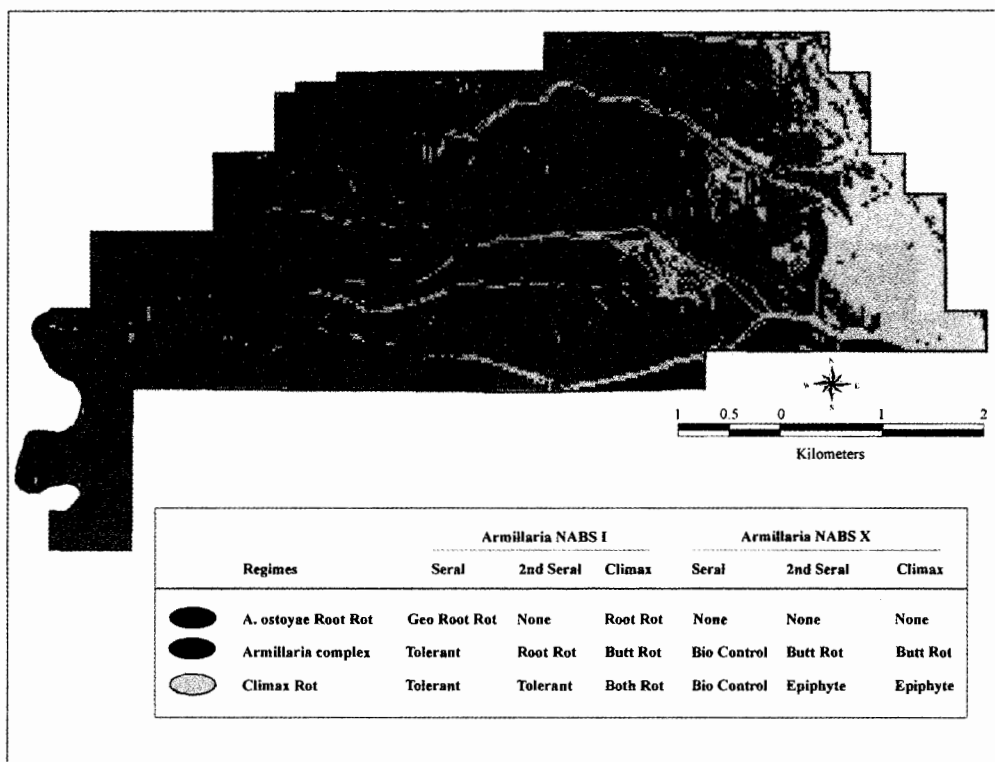 N
W E
S
1 0.5 0 1 2
Kilometers
Armillaria NABS I Armillaria NABS X
Regimes Seral 2nd Seral Climax Seral 2nd Seral Climax
A. ostoyae Root Rot Geo Root Rot None Root Rot None None None
Armillaria complex Tolerant Root Rot Butt Rot Bio Control Butt Rot Butt Rot
Climax Rot Tolerant Tolerant Both Rot Bio Control Epiphyte Epiphyte